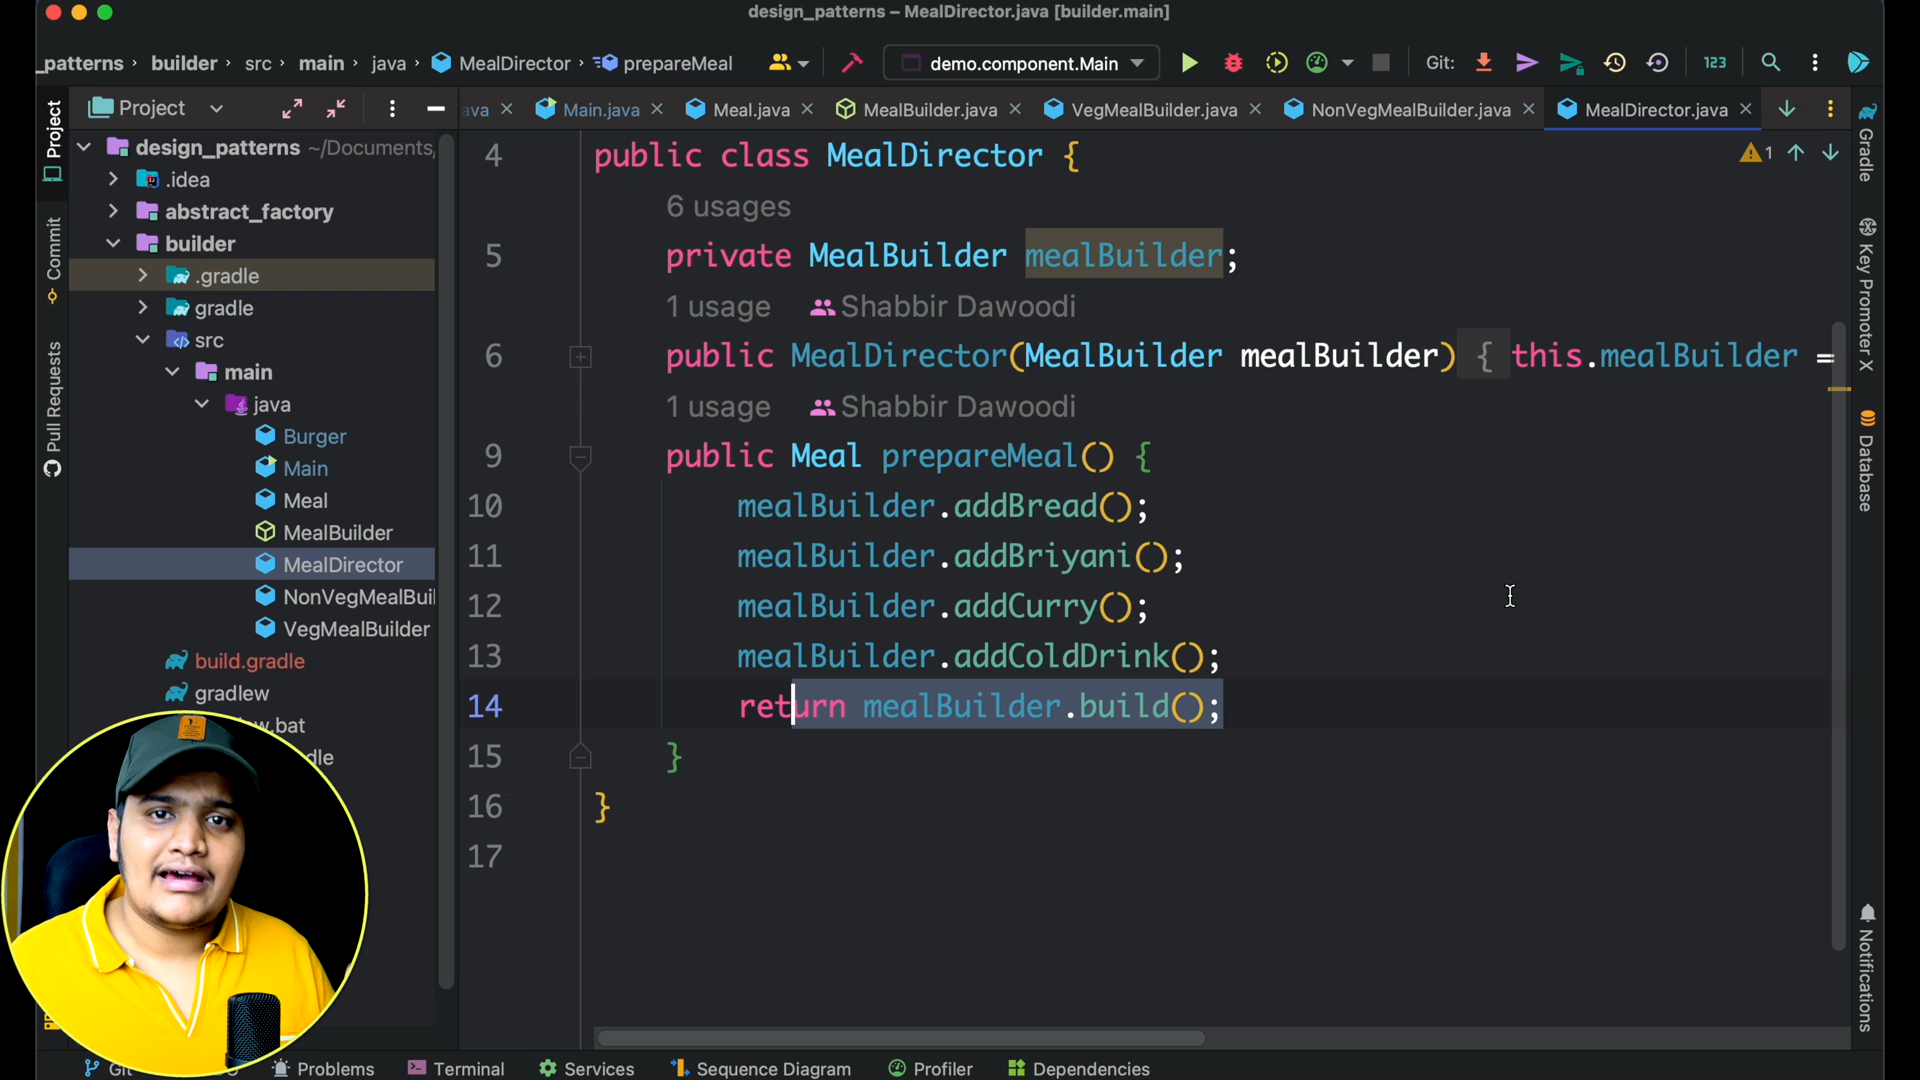 design_patterns – MealDirector.java [builder.main]
_patterns › builder › src › main › java › MealDirector › prepareMeal
demo.component.Main
Git:
123
Project
ava
Main.java
Meal.java
MealBuilder.java
VegMealBuilder.java
NonVegMealBuilder.java
MealDirector.java
Project
Commit
Pull Requests
design_patterns ~/Documents/
.idea
abstract_factory
builder
.gradle
gradle
src
main
java
Burger
Main
Meal
MealBuilder
MealDirector
NonVegMealBuil
VegMealBuilder
build.gradle
gradlew
w.bat
dle
4 public class MealDirector {
1
6 usages
5 private MealBuilder mealBuilder;
1 usage Shabbir Dawoodi
6 public MealDirector(MealBuilder mealBuilder) { this.mealBuilder =
1 usage Shabbir Dawoodi
9 public Meal prepareMeal() {
10 mealBuilder.addBread();
11 mealBuilder.addBriyani();
12 mealBuilder.addCurry();
13 mealBuilder.addColdDrink();
14 return mealBuilder.build();
15 }
16 }
17
Gradle
Key Promoter X
Database
Notifications
Git
Problems
Terminal
Services
Sequence Diagram
Profiler
Dependencies